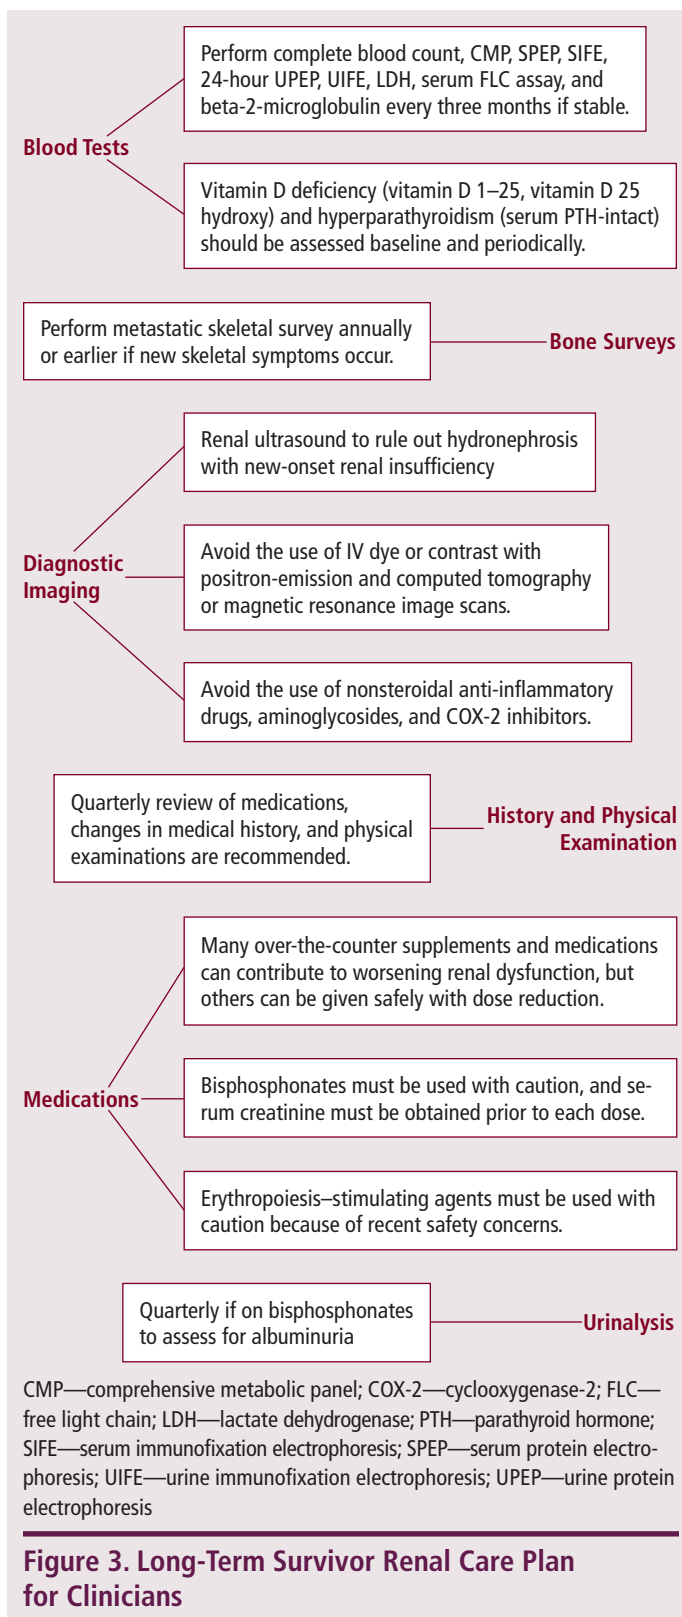 Perform complete blood count, CMP, SPEP, SIFE,
24-hour UPEP, UIFE, LDH, serum FLC assay, and
beta-2-microglobulin every three months if stable.
Blood Tests
Vitamin D deficiency (vitamin D 1–25, vitamin D 25
hydroxy) and hyperparathyroidism (serum PTH-intact)
should be assessed baseline and periodically.
Perform metastatic skeletal survey annually
or earlier if new skeletal symptoms occur.
Bone Surveys
Renal ultrasound to rule out hydronephrosis
with new-onset renal insufficiency
Diagnostic
Imaging
Avoid the use of IV dye or contrast with
positron-emission and computed tomography
or magnetic resonance image scans.
Avoid the use of nonsteroidal anti-inflammatory
drugs, aminoglycosides, and COX-2 inhibitors.
Quarterly review of medications,
changes in medical history, and physical
examinations are recommended.
History and Physical
Examination
Many over-the-counter supplements and medications
can contribute to worsening renal dysfunction, but
others can be given safely with dose reduction.
Medications
Bisphosphonates must be used with caution, and se-
rum creatinine must be obtained prior to each dose.
Erythropoiesis–stimulating agents must be used with
caution because of recent safety concerns.
Quarterly if on bisphosphonates
to assess for albuminuria
Urinalysis
CMP—comprehensive metabolic panel; COX-2—cyclooxygenase-2; FLC—
free light chain; LDH—lactate dehydrogenase; PTH—parathyroid hormone;
SIFE—serum immunofixation electrophoresis; SPEP—serum protein electro-
phoresis; UIFE—urine immunofixation electrophoresis; UPEP—urine protein
electrophoresis
Figure 3. Long-Term Survivor Renal Care Plan
for Clinicians